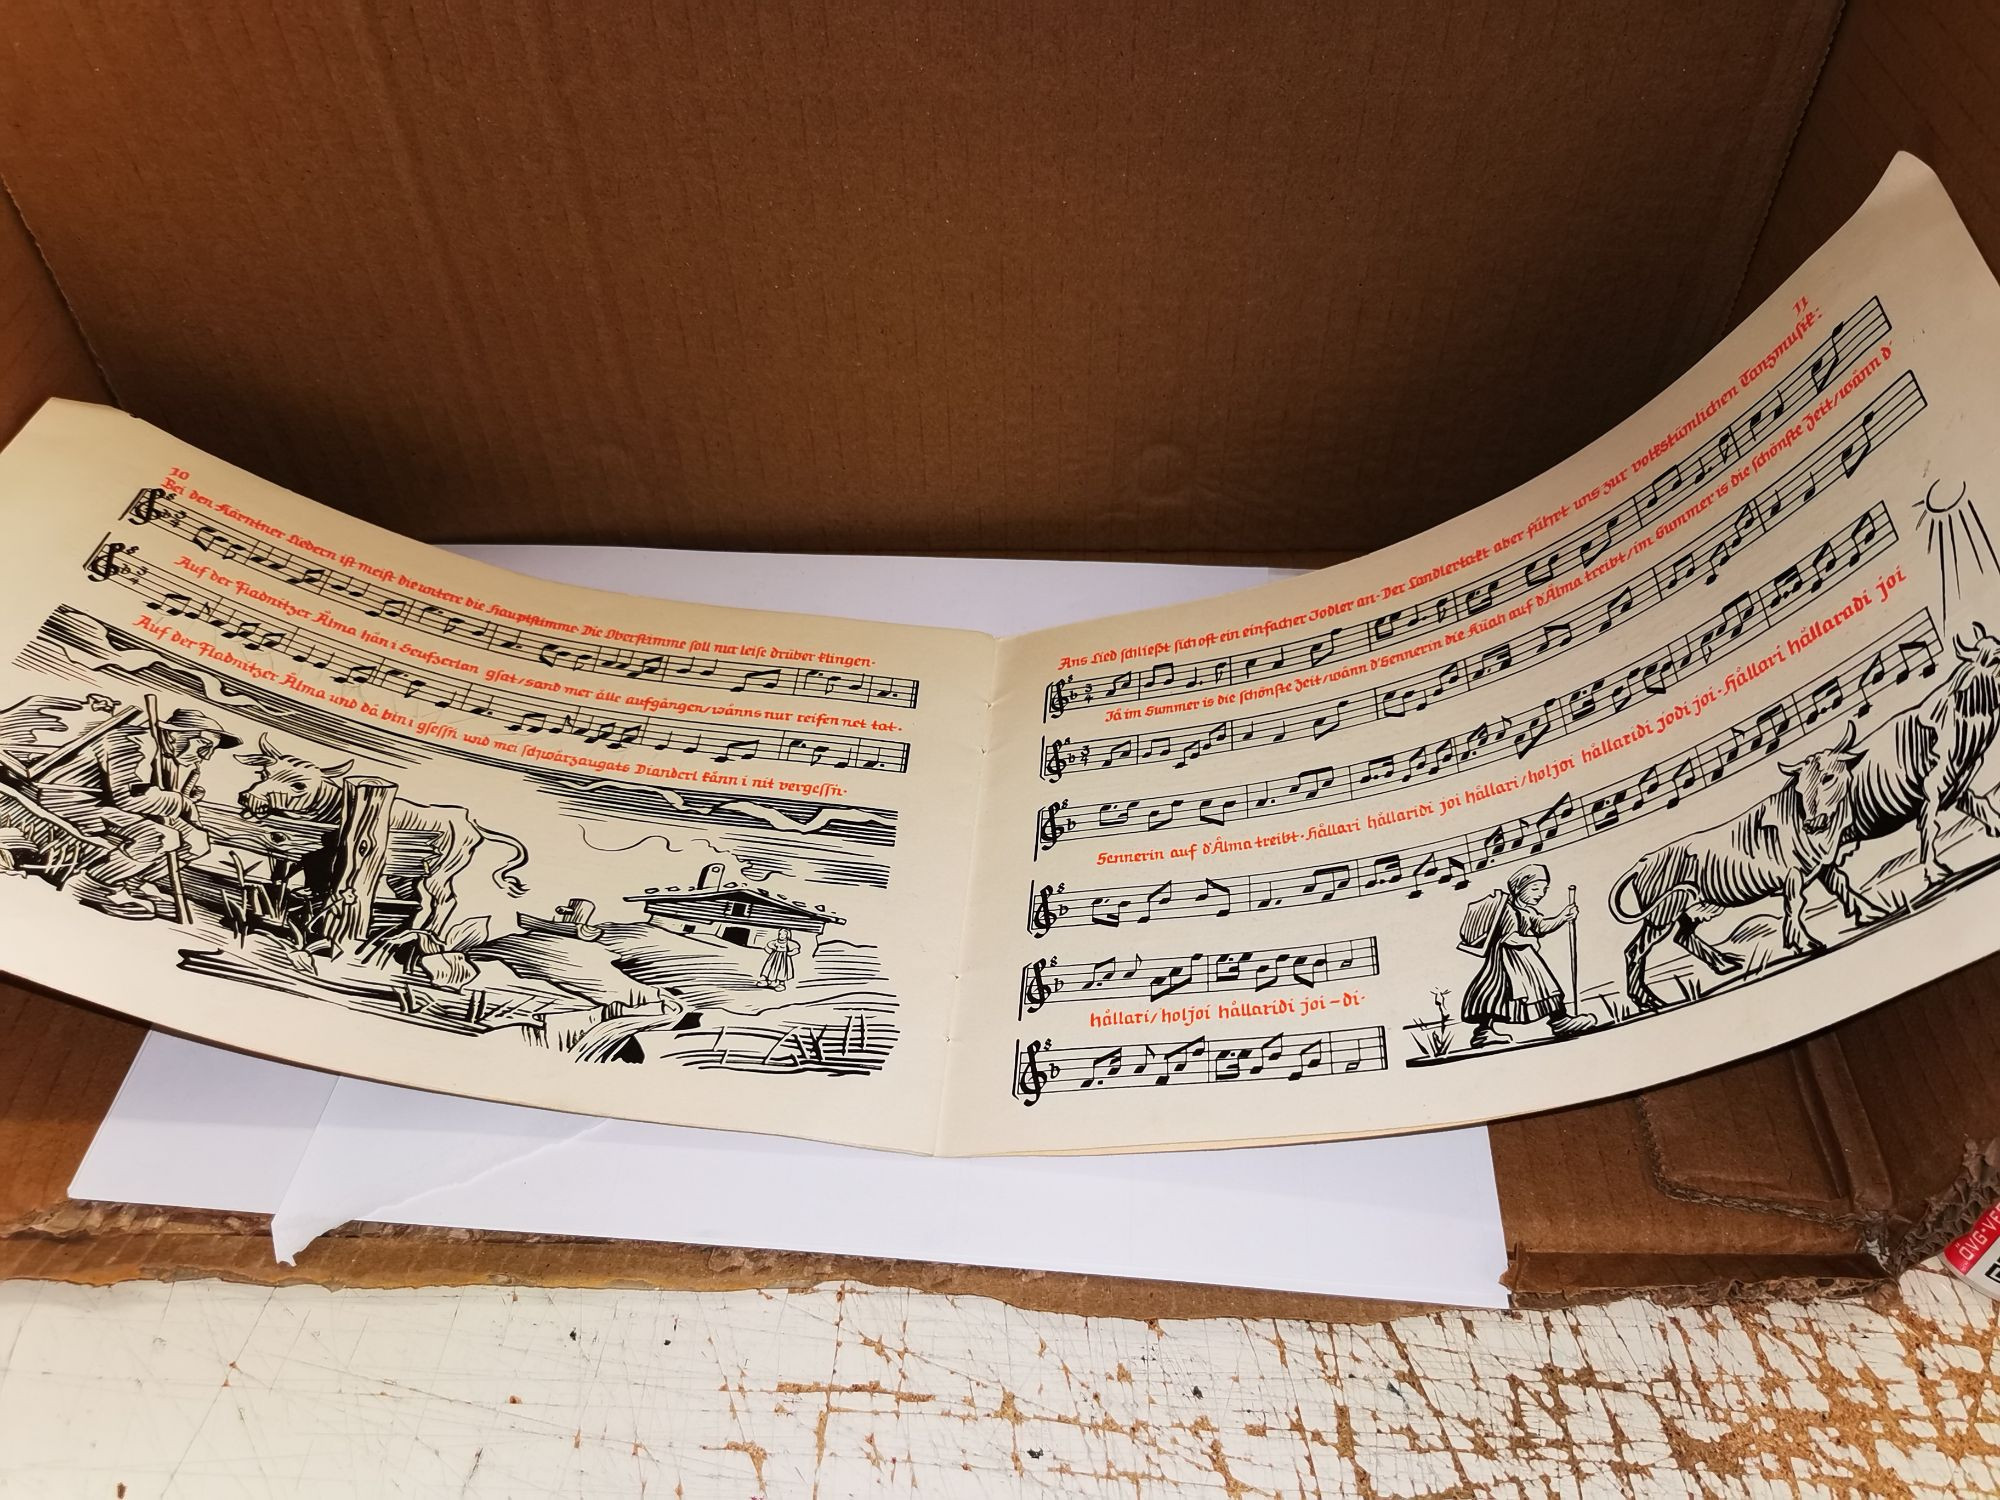 10
Bei den Kärntner Liedern ist meist die untere die Hauptstimme. Die Oberstimme soll nur leise drüber klingen.
Auf der Fladnitzer Ålma hån i Seufzerlan gsat/sand mer ålle aufgången/wånns nur reifen net tat.
Auf der Fladnitzer Ålma und då bin i gsessn und mei schwårzaugats Dianderl kånn i nit vergessn.
11
Ans Lied schließt sich oft ein einfacher Jodler an. Der Landlertakt aber führt uns zur volkstümlichen Tanzmusik:
Jå im Summer is die schönste Zeit/wånn d'Sennerin die Küah auf d'Ålma treibt/im Summer is die schönste Zeit/wånn d'
Sennerin auf d'Ålma treibt. Hållari hållaridi joi hållari/holjoi hållaridi jodi joi. Hållari hållaradi joi
hållari/holjoi hållaridi joi-di.
ÖVG-VE